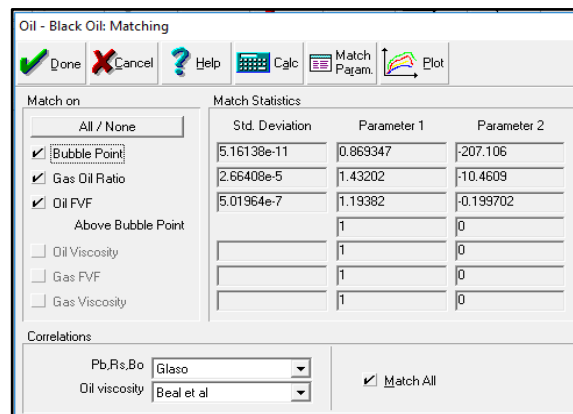 Oil - Black Oil: Matching
Done Cancel Help Calc Match Param. Plot
Match on Match Statistics
All / None Std. Deviation Parameter 1 Parameter 2
Bubble Point 5.16138e-11 0.869347 -207.106
Gas Oil Ratio 2.66408e-5 1.43202 -10.4609
Oil FVF 5.01964e-7 1.19382 -0.199702
Above Bubble Point 1 0
Oil Viscosity 1 0
Gas FVF 1 0
Gas Viscosity 1 0
Correlations
Pb,Rs,Bo Glaso
Oil viscosity Beal et al
Match All